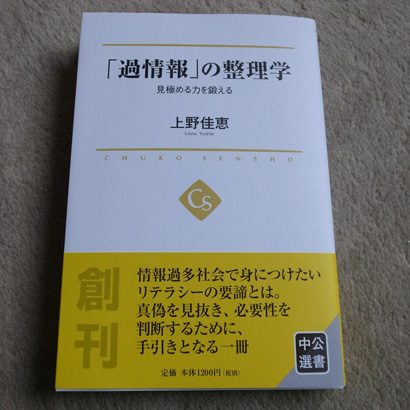 「過情報」の整理学
見極める力を鍛える
上野佳恵
Ueno Yoshie
CHUKO SENSHO
CS
創刊
情報過多社会で身につけたい
リテラシーの要諦とは。
真偽を見抜き、必要性を
判断するために、
手引きとなる一冊
定価 本体1200円(税別)
中公
選書